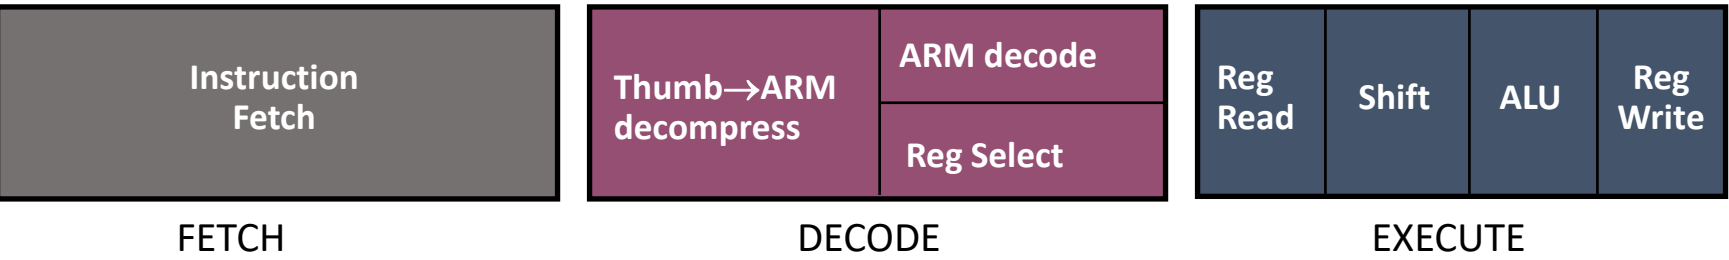 Instruction
Fetch
Thumb→ARM
decompress
ARM decode
Reg Select
Reg
Read
Shift
ALU
Reg
Write
FETCH
DECODE
EXECUTE